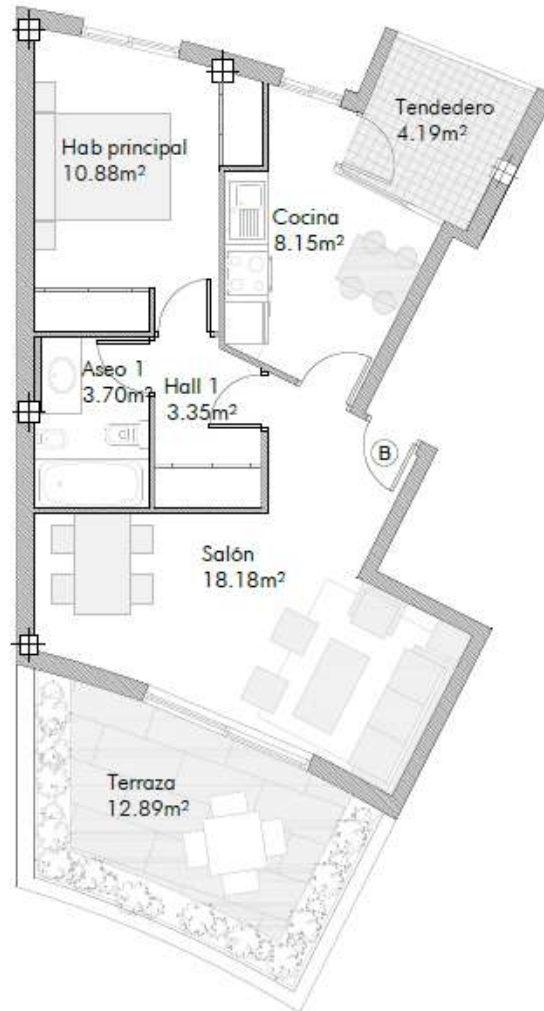 Tendedero
4.19m²
Hab principal
10.88m²
Cocina
8.15m²
Aseo 1
3.70m²
Hall 1
3.35m²
B
Salón
18.18m²
Terraza
12.89m²